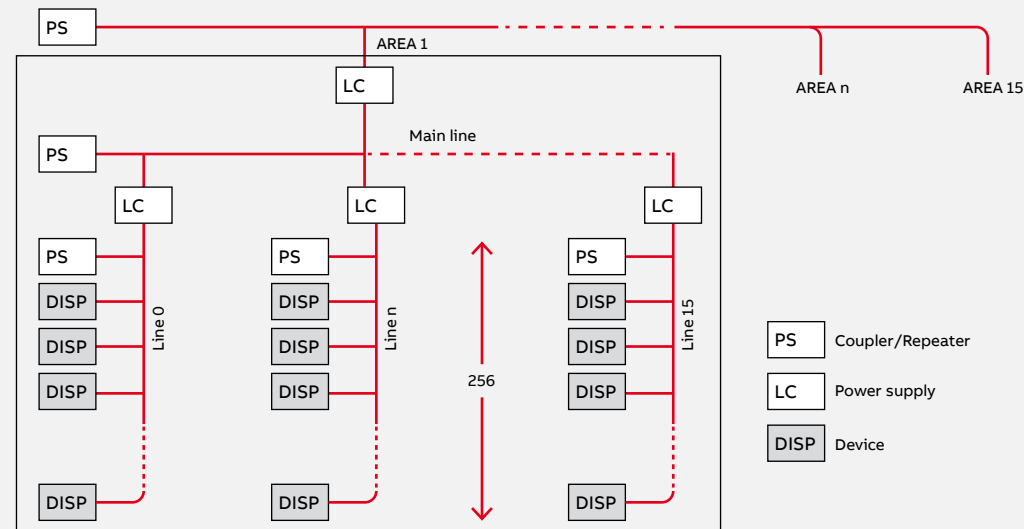 PS
AREA 1
LC
AREA n
AREA 15
Main line
PS
LC
LC
LC
PS
PS
PS
DISP
DISP
DISP
Line 0
Line n
Line 15
DISP
DISP
DISP
PS Coupler/Repeater
256
DISP
DISP
DISP
LC Power supply
DISP Device
DISP
DISP
DISP